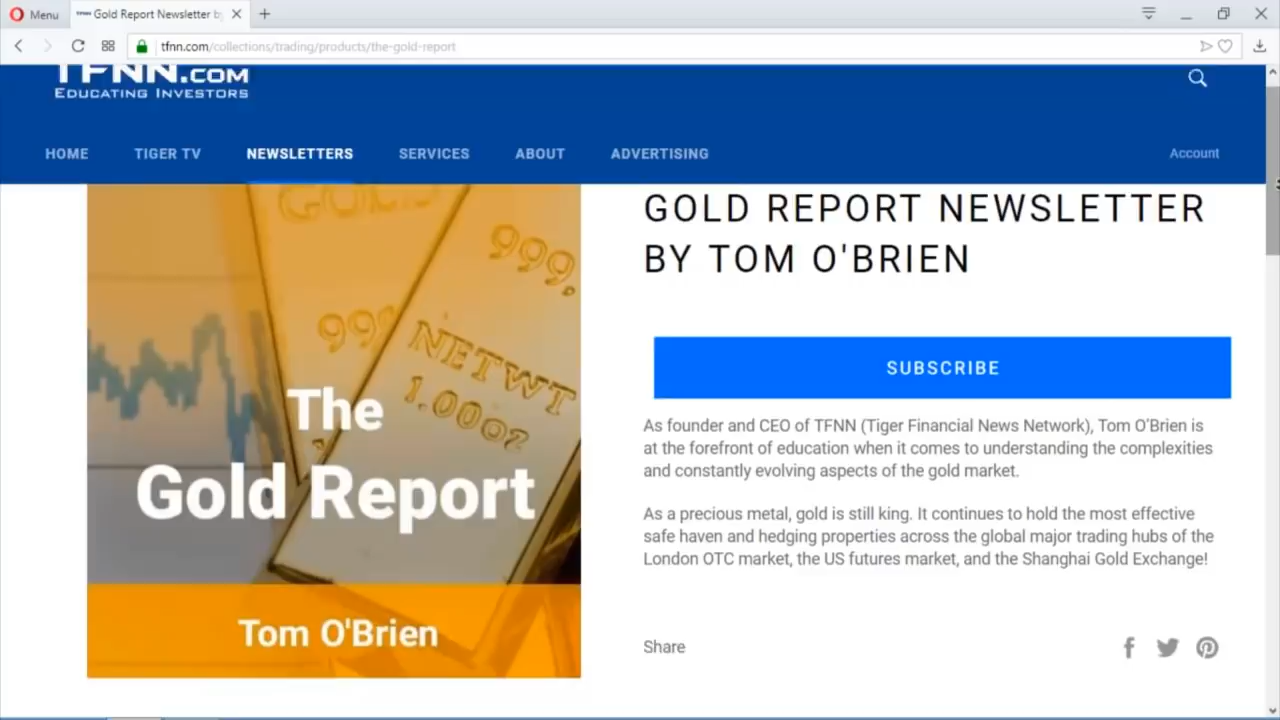 Menu
Gold Report Newsletter b
tfnn.com/collections/trading/products/the-gold-report
TFNN.COM
EDUCATING INVESTORS
HOME
TIGER TV
NEWSLETTERS
SERVICES
ABOUT
ADVERTISING
Account
GOLD
999.
999
NETWT
1.00oz
The
Gold Report
Tom O'Brien
GOLD REPORT NEWSLETTER
BY TOM O'BRIEN
SUBSCRIBE
As founder and CEO of TFNN (Tiger Financial News Network), Tom O'Brien is
at the forefront of education when it comes to understanding the complexities
and constantly evolving aspects of the gold market.
As a precious metal, gold is still king. It continues to hold the most effective
safe haven and hedging properties across the global major trading hubs of the
London OTC market, the US futures market, and the Shanghai Gold Exchange!
Share